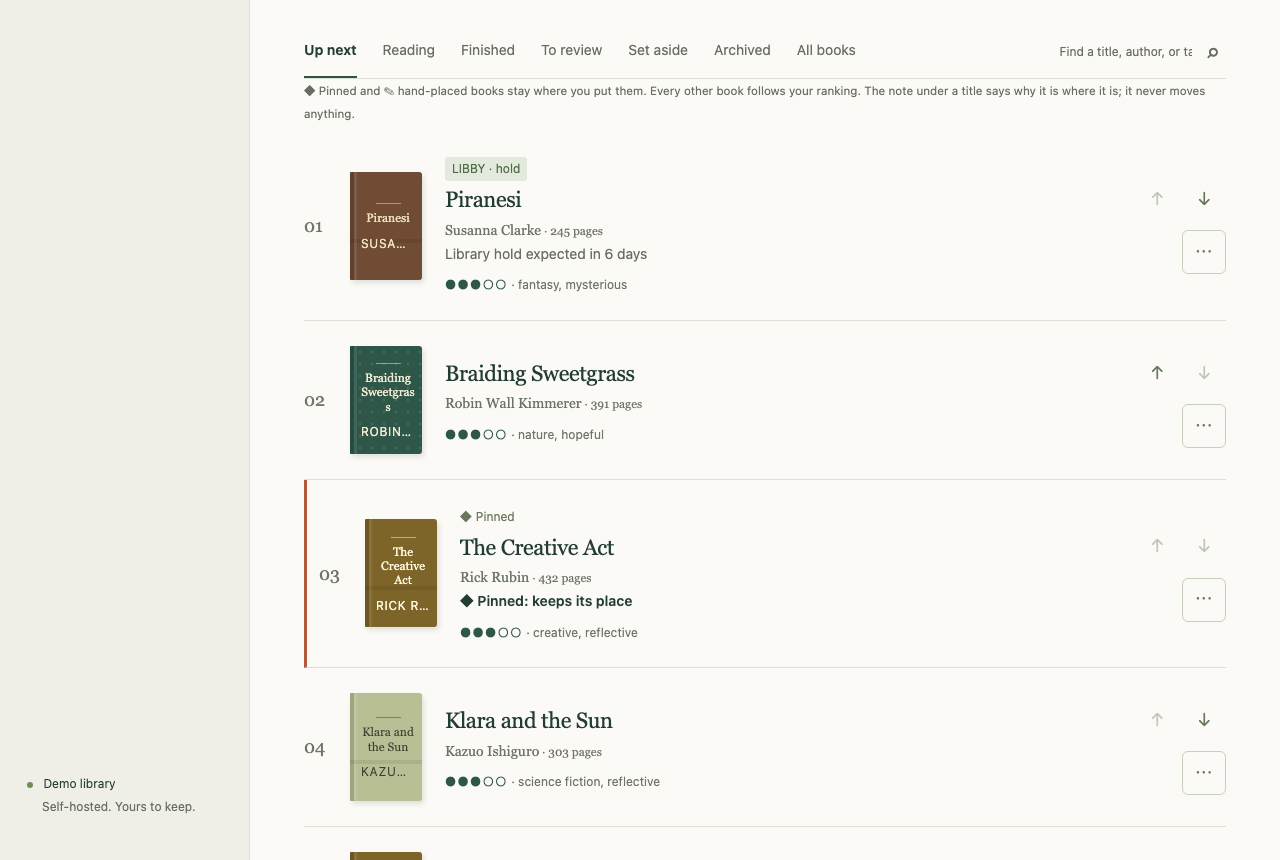 Up next Reading Finished To review Set aside Archived All books
Find a title, author, or ta
◆ Pinned and ✎ hand-placed books stay where you put them. Every other book follows your ranking. The note under a title says why it is where it is; it never moves
anything.
01
Piranesi
SUSA…
LIBBY · hold
Piranesi
Susanna Clarke · 245 pages
Library hold expected in 6 days
●●●○○ · fantasy, mysterious
↑ ↓
…
02
Braiding
Sweetgras
s
ROBIN…
Braiding Sweetgrass
Robin Wall Kimmerer · 391 pages
●●●○○ · nature, hopeful
↑ ↓
…
03
The
Creative
Act
RICK R…
◆ Pinned
The Creative Act
Rick Rubin · 432 pages
◆ Pinned: keeps its place
●●●○○ · creative, reflective
↑ ↓
…
04
Klara and
the Sun
KAZU…
Klara and the Sun
Kazuo Ishiguro · 303 pages
●●●○○ · science fiction, reflective
↑ ↓
…
Demo library
Self-hosted. Yours to keep.